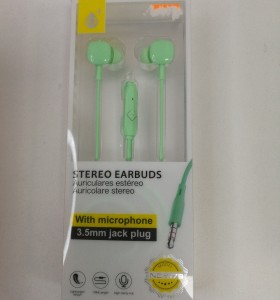 STEREO EARBUDS
Auriculares estéreo
Auricolare stereo
With microphone
3.5mm jack plug